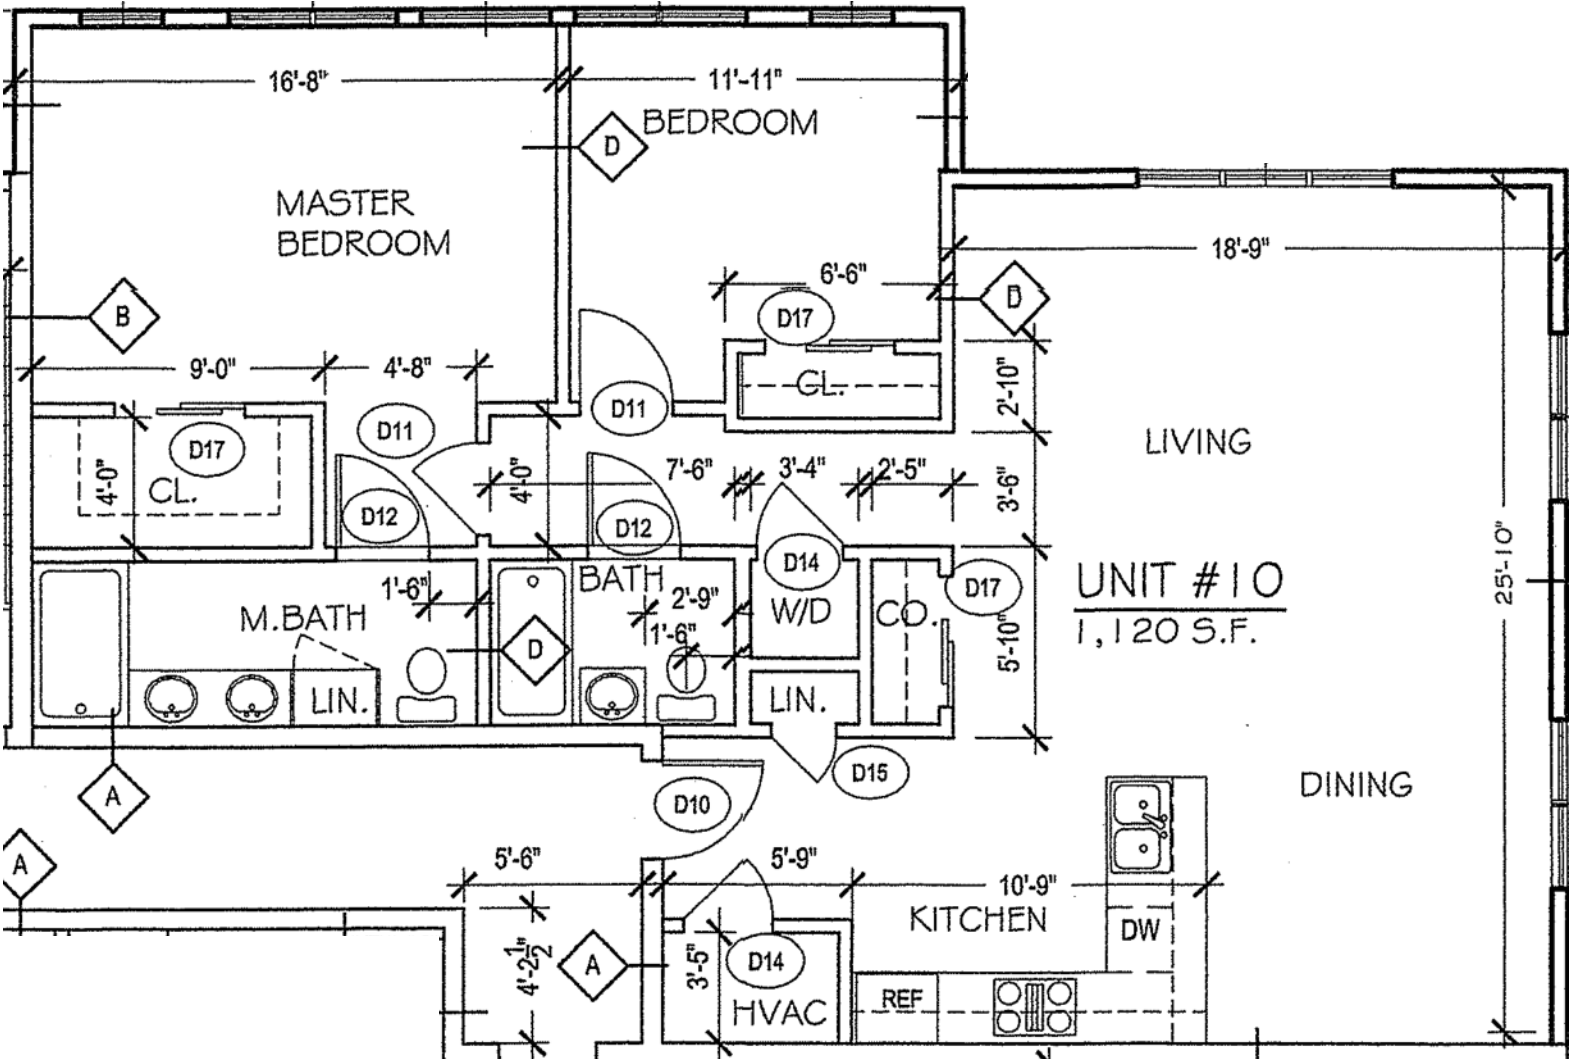 16'-8"
11'-11"
BEDROOM
D
MASTER
BEDROOM
18'-9"
6'-6"
D
B
D17
9'-0"
4'-8"
CL.
2'-10"
D11
D11
D17
LIVING
4'-0"
CL.
7'-6"
3'-4"
2'-5"
4'-0"
3'-6"
D12
D12
D14
25'-10"
BATH
1'-6"
2'-9"
D17
UNIT #10
M.BATH
W/D
CO.
1,120 S.F.
1'-6"
D
5'-10"
LIN.
LIN.
D15
DINING
A
D10
A
5'-6"
5'-9"
10'-9"
KITCHEN
DW
4'-2½"
A
3'-5"
D14
REF
HVAC